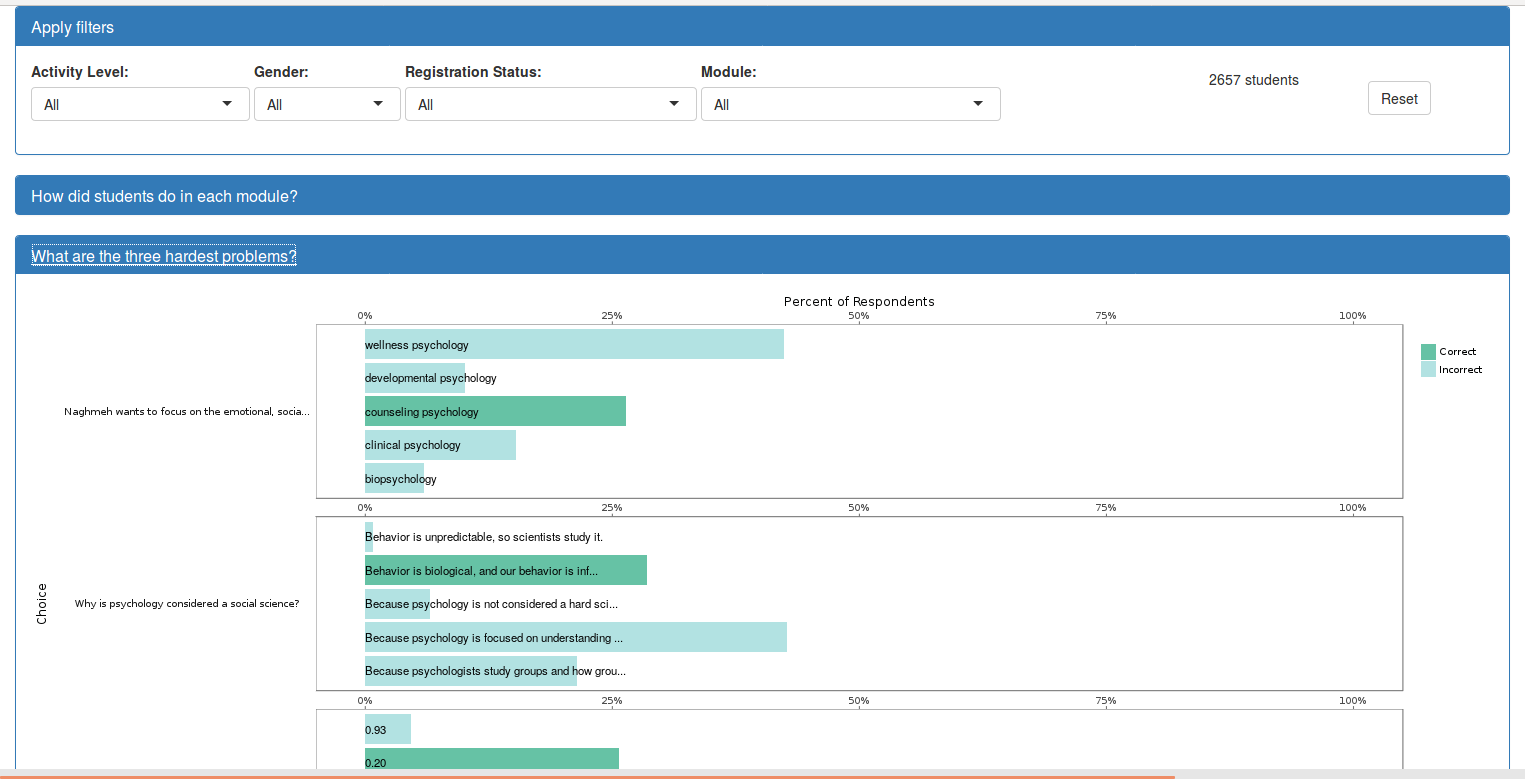 Apply filters
Activity Level: Gender: Registration Status: Module:
2657 students
All All All All
Reset
How did students do in each module?
What are the three hardest problems?
Percent of Respondents
0% 25% 50% 75% 100%
wellness psychology
Correct
Incorrect
developmental psychology
Naghmeh wants to focus on the emotional, socia...
counseling psychology
clinical psychology
biopsychology
0% 25% 50% 75% 100%
Behavior is unpredictable, so scientists study it.
Behavior is biological, and our behavior is inf...
Choice
Why is psychology considered a social science?
Because psychology is not considered a hard sci...
Because psychology is focused on understanding ...
Because psychologists study groups and how grou...
0% 25% 50% 75% 100%
0.93
0.20